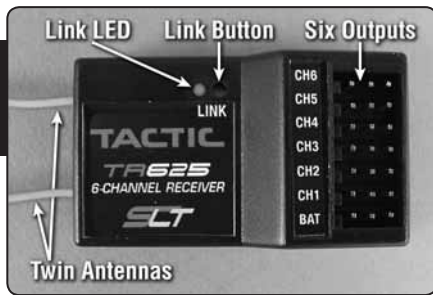 Link LED
Link Button
Six Outputs
LINK
TACTIC
TR625
6-CHANNEL RECEIVER
SLT
CH6
CH5
CH4
CH3
CH2
CH1
BAT
Twin Antennas